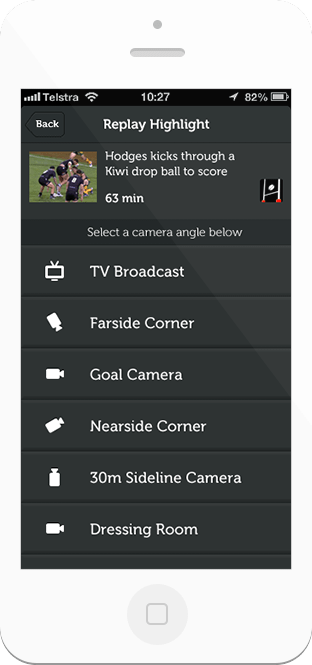 Telstra 10:27 82%
Back Replay Highlight
Hodges kicks through a
Kiwi drop ball to score
63 min
Select a camera angle below
TV Broadcast
Farside Corner
Goal Camera
Nearside Corner
30m Sideline Camera
Dressing Room